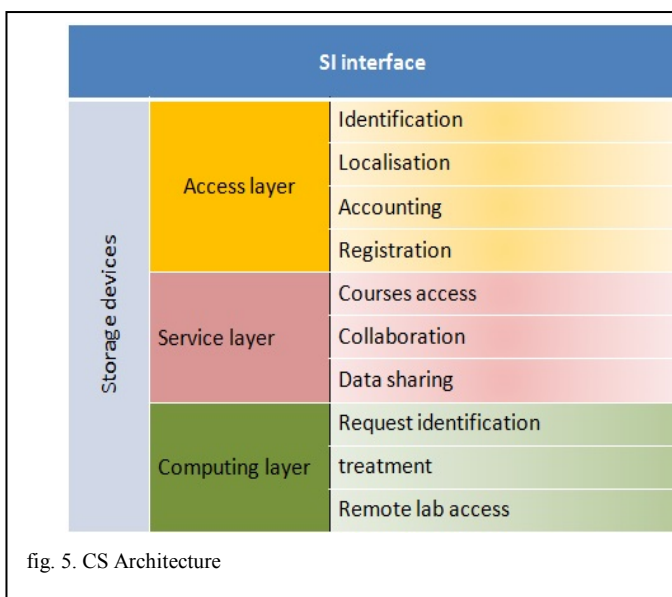 SI interface
Storage devices
Access layer
Identification
Localisation
Accounting
Registration
Service layer
Courses access
Collaboration
Data sharing
Computing layer
Request identification
treatment
Remote lab access
fig. 5. CS Architecture